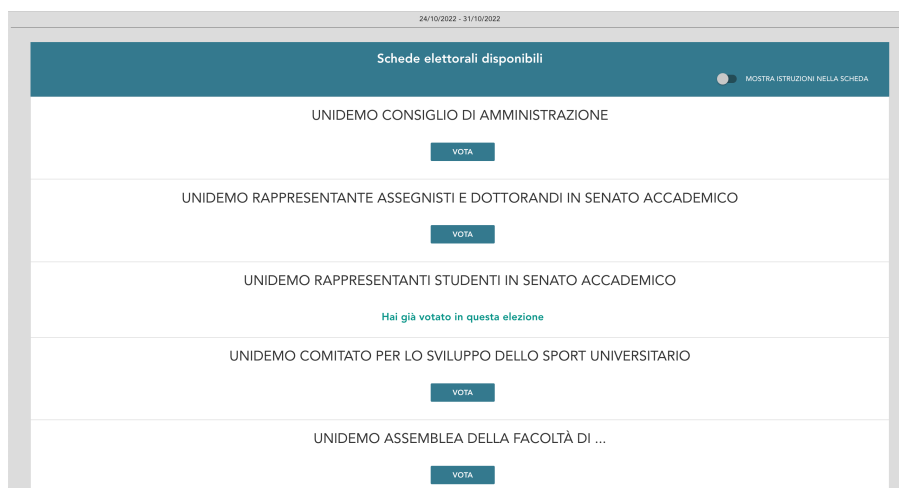 24/10/2022 - 31/10/2022
Schede elettorali disponibili
MOSTRA ISTRUZIONI NELLA SCHEDA
UNIDEMO CONSIGLIO DI AMMINISTRAZIONE
VOTA
UNIDEMO RAPPRESENTANTE ASSEGNISTI E DOTTORANDI IN SENATO ACCADEMICO
VOTA
UNIDEMO RAPPRESENTANTI STUDENTI IN SENATO ACCADEMICO
Hai già votato in questa elezione
UNIDEMO COMITATO PER LO SVILUPPO DELLO SPORT UNIVERSITARIO
VOTA
UNIDEMO ASSEMBLEA DELLA FACOLTÀ DI ...
VOTA